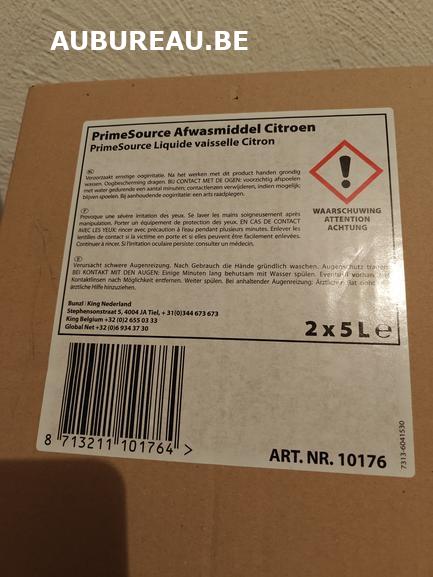 AUBUREAU.BE
PrimeSource Afwasmiddel Citroen
PrimeSource Liquide vaisselle Citron
NL
Veroorzaakt ernstige oogirritatie. Na het werken met dit product handen grondig
wassen. Oogbescherming dragen. BIJ CONTACT MET DE OGEN: voorzichtig afspoelen
met water gedurende een aantal minuten; contactlenzen verwijderen, indien mogelijk;
blijven spoelen. Bij aanhoudende oogirritatie een arts raadplegen.
F
Provoque une sévère irritation des yeux. Se laver les mains soigneusement après
manipulation. Porter un équipement de protection des yeux. EN CAS DE CONTACT
AVEC LES YEUX: rincer avec précaution à l'eau pendant plusieurs minutes. Enlever les
lentilles de contact si la victime en porte et si elles peuvent être facilement enlevées.
Continuer à rincer. Si l'irritation oculaire persiste: consulter un médecin.
Verursacht schwere Augenreizung. Nach Gebrauch die Hände gründlich waschen. Augenschutz tragen.
BEI KONTAKT MIT DEN AUGEN: Einige Minuten lang behutsam mit Wasser spülen. Eventuell
Kontaktlinsen nach Möglichkeit entfernen. Weiter spülen. Bei anhaltender Augenreizung:
ärztliche Hilfe hinzuziehen.
WAARSCHUWING
ATTENTION
ACHTUNG
Bunzl | King Nederland
Stephensonstraat 5, 4004 JA Tiel, + 31(0)344 673 673
King Belgium +32 (0)2 655 03 33
Global Net +32 (0)6 934 37 30
2 x 5 L ℮
8 713211 101764 >
ART. NR. 10176
7313-6041530